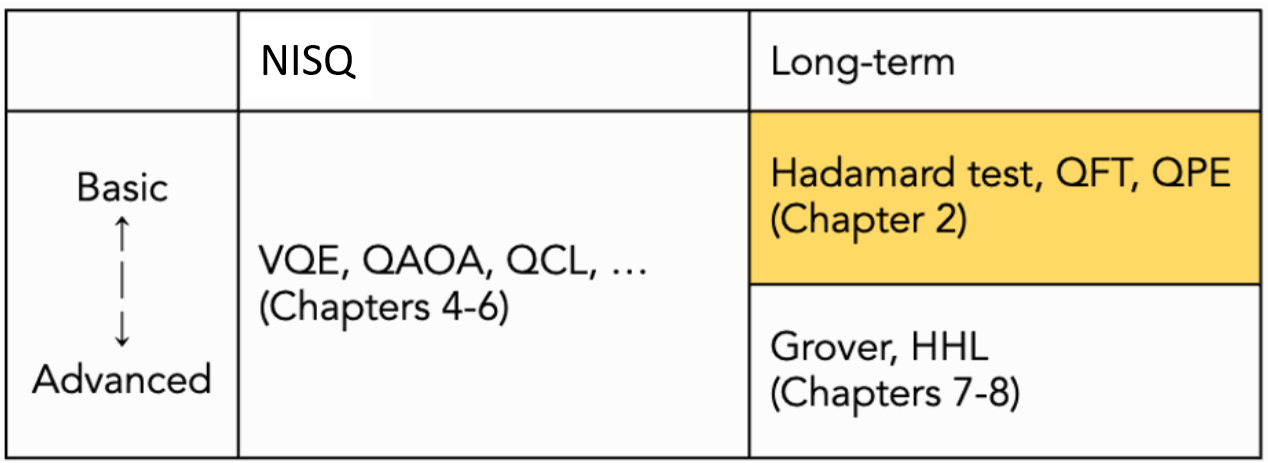 NISQ
Long-term
Basic
Advanced
VQE, QAOA, QCL, ...
(Chapters 4-6)
Hadamard test, QFT, QPE
(Chapter 2)
Grover, HHL
(Chapters 7-8)